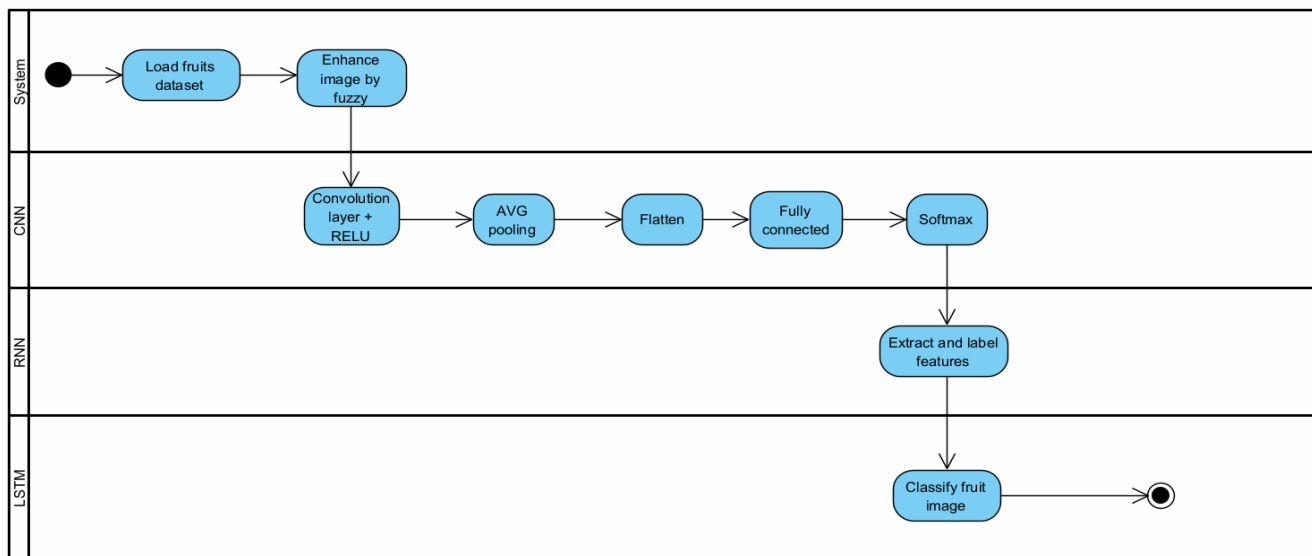 System
Load fruits
dataset
Enhance
image by
fuzzy
CNN
Convolution
layer +
RELU
AVG
pooling
Flatten
Fully
connected
Softmax
RNN
Extract and label
features
LSTM
Classify fruit
image